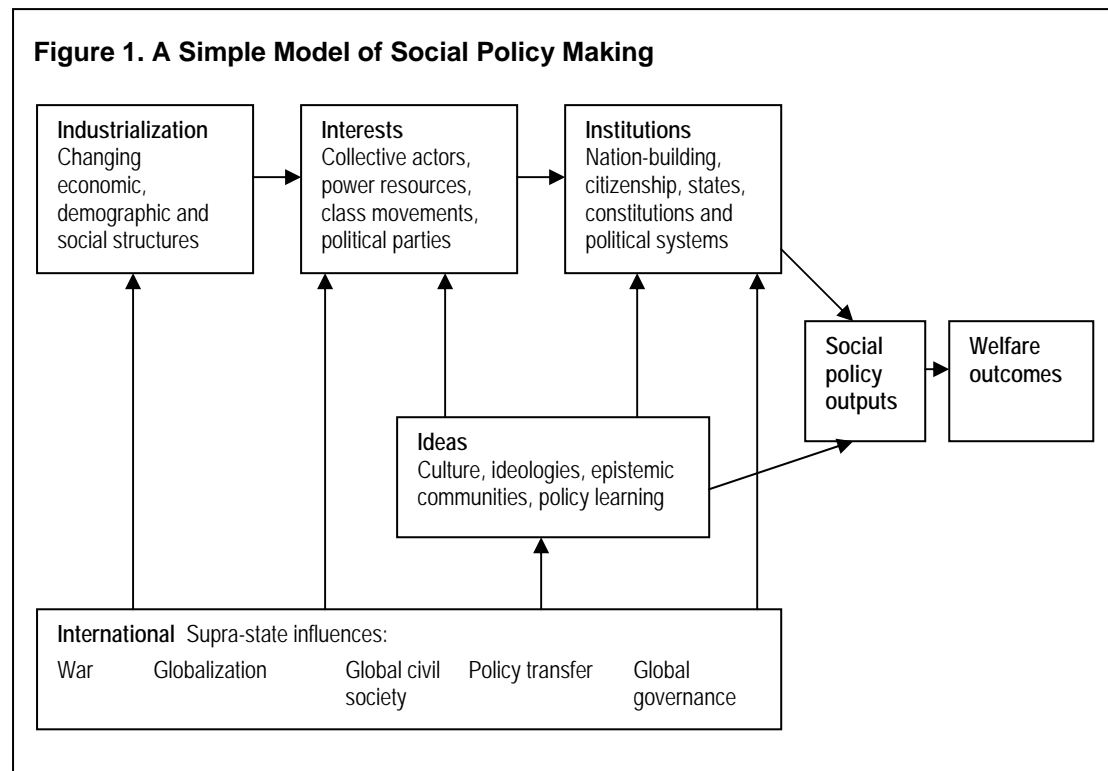 Figure 1. A Simple Model of Social Policy Making
Industrialization
Changing
economic,
demographic and
social structures
Interests
Collective actors,
power resources,
class movements,
political parties
Institutions
Nation-building,
citizenship, states,
constitutions and
political systems
Social
policy
outputs
Welfare
outcomes
Ideas
Culture, ideologies, epistemic
communities, policy learning
International Supra-state influences:
War Globalization Global civil Policy transfer Global
society governance